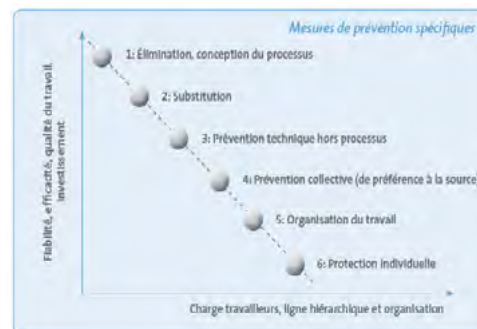 Mesures de prévention spécifiques
Fiabilité, efficacité, qualité du travail,
investissement
1: Élimination, conception du processus
2: Substitution
3: Prévention technique hors processus
4: Prévention collective (de préférence à la source)
5: Organisation du travail
6: Protection individuelle
Charge travailleurs, ligne hiérarchique et organisation